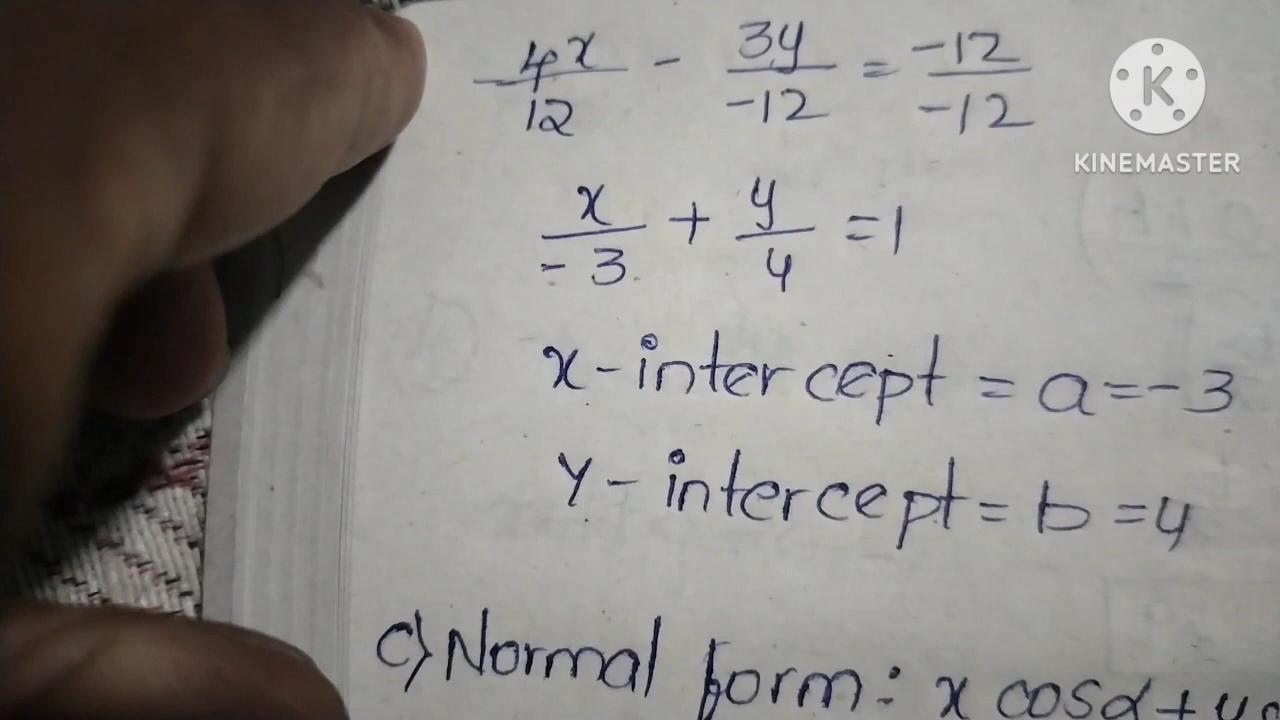 4x/12 - 3y/-12 = -12/-12
K
KINEMASTER
x/-3 + y/4 = 1
x-intercept = a = -3
Y-intercept = b = 4
c) Normal form: x cosα +